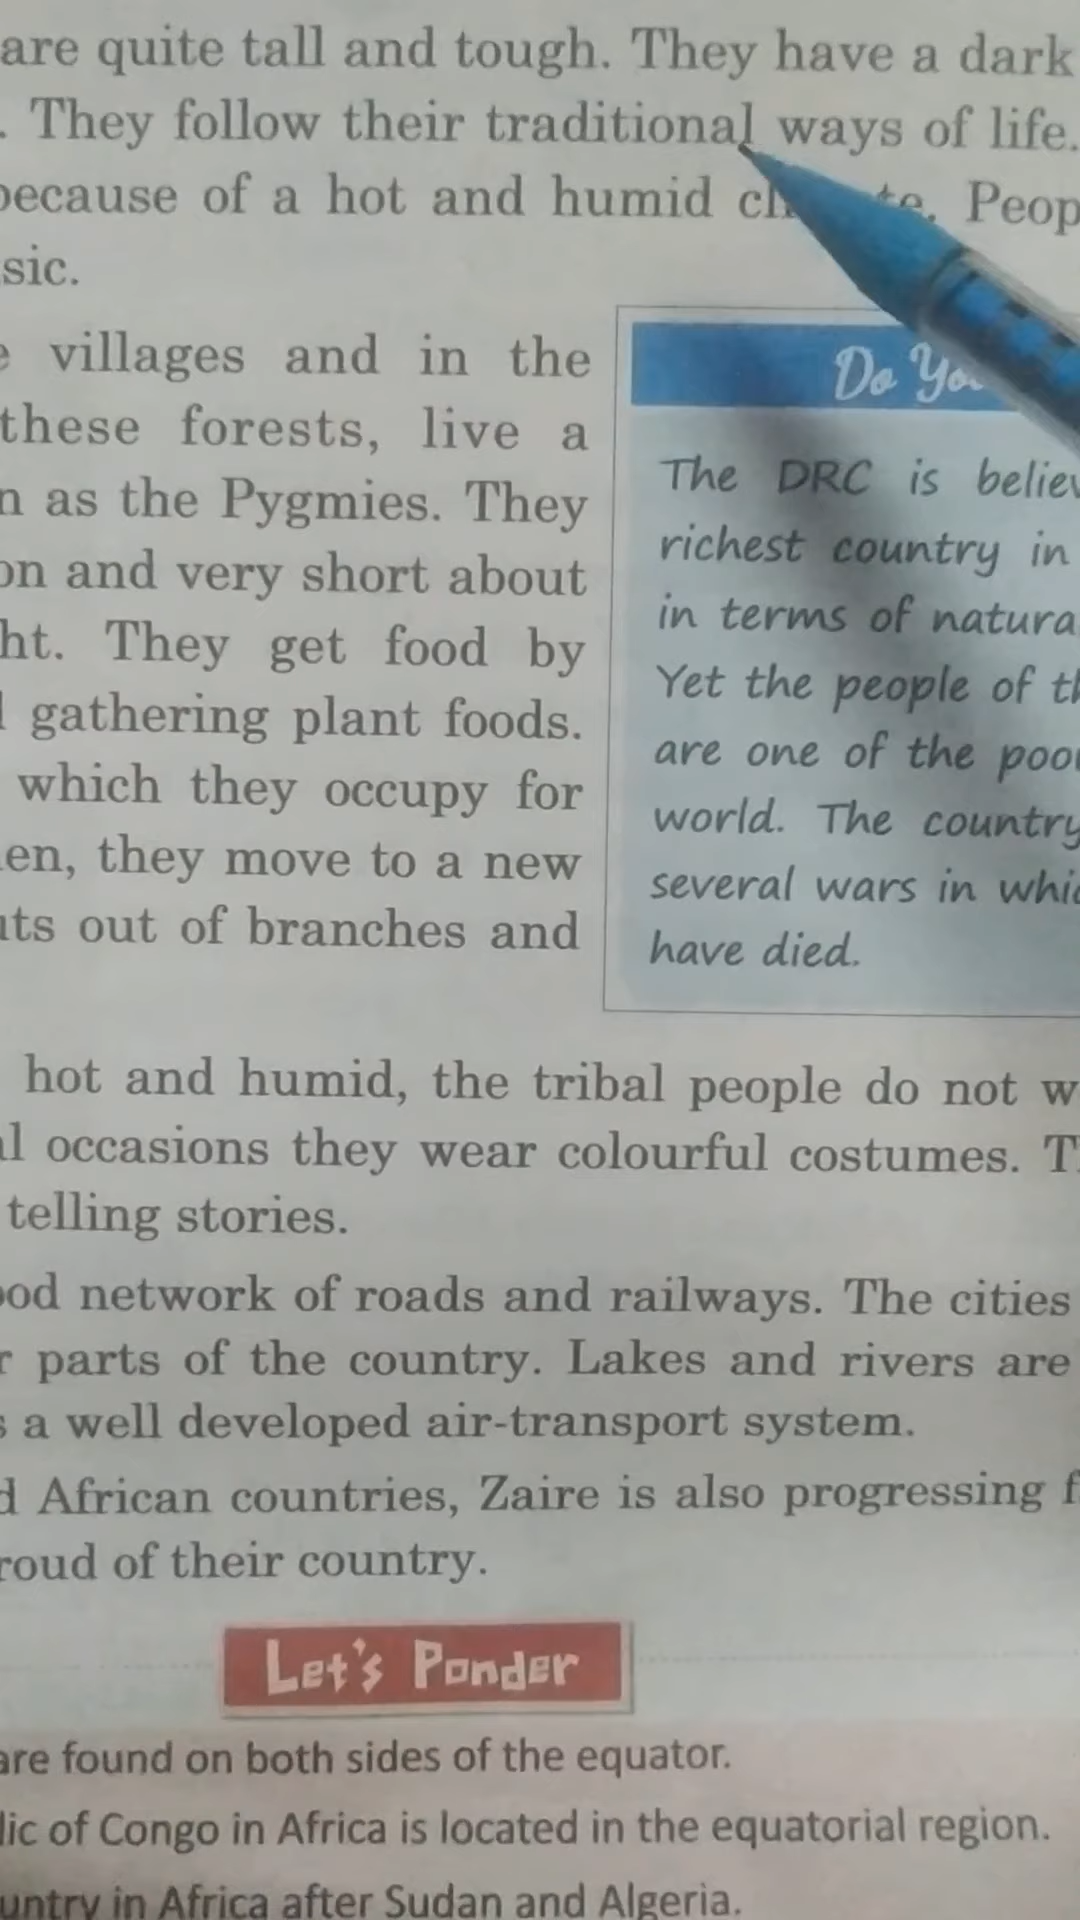 are quite tall and tough. They have a dark
. They follow their traditional ways of life.
because of a hot and humid
sic.
villages and in the
these forests, live a
n as the Pygmies. They
on and very short about
ht. They get food by
gathering plant foods.
which they occupy for
en, they move to a new
uts out of branches and
Do
The DRC is
richest country in
in terms of
Yet the people of
are one of the
world. The country
several wars in
have died.
hot and humid, the tribal people do not w
al occasions they wear colourful costumes. T
telling stories.
ood network of roads and railways. The cities
r parts of the country. Lakes and rivers are
s a well developed air-transport system.
d African countries, Zaire is also progressing f
roud of their country.
Let's Ponder
are found on both sides of the equator.
lic of Congo in Africa is located in the equatorial region.
untry in Africa after Sudan and Algeria.